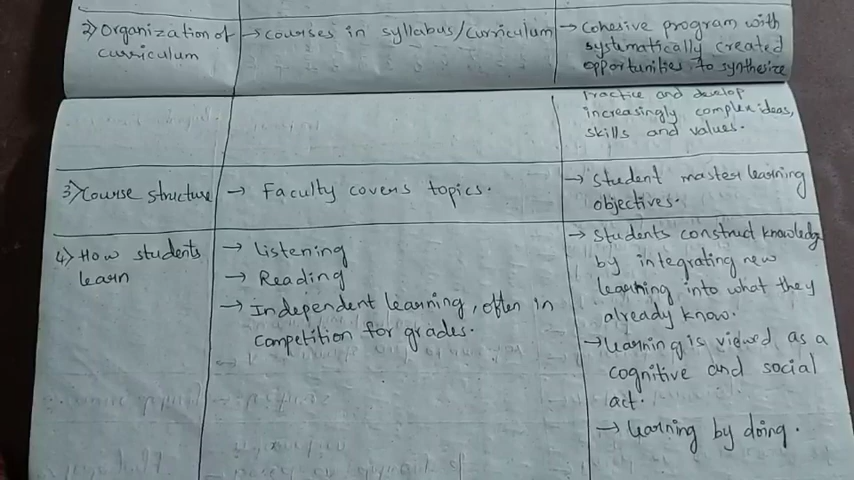 2) Organization of
curriculum
→ courses in syllabus/curriculum
→ Cohesive program with
systematically created
opportunities to synthesize
Practice and develop
increasingly complex ideas,
skills and values.
3) Course structure
→ Faculty covers topics.
→ Student master learning
objectives.
4) How students
learn
→ Listening
→ Reading
→ Independent learning, often in
competition for grades.
→ Students construct knowledge
by integrating new
learning into what they
already know.
→ learning is viewed as a
cognitive and social
act.
→ learning by doing.